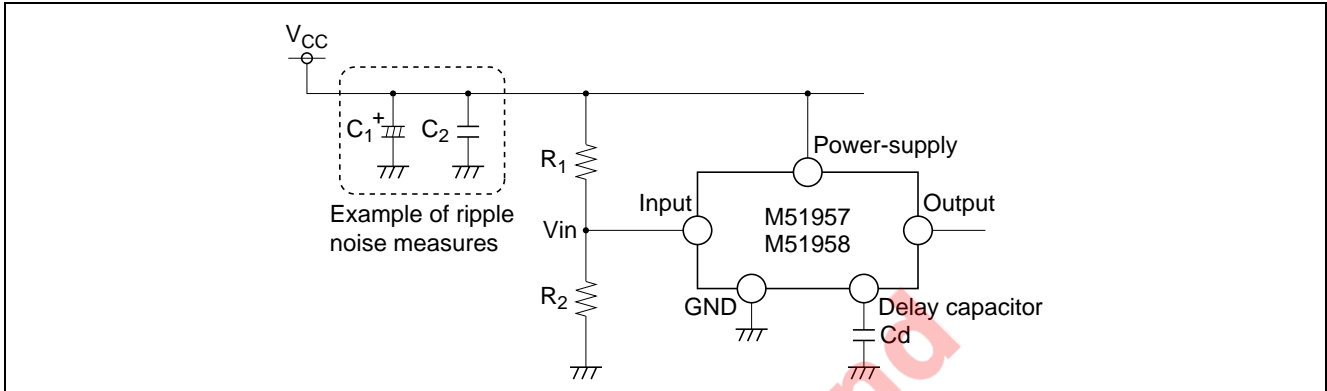 VCC
C1
+
C2
Example of ripple
noise measures
R1
Vin
R2
Input
Power-supply
M51957
M51958
Output
GND
Delay capacitor
Cd